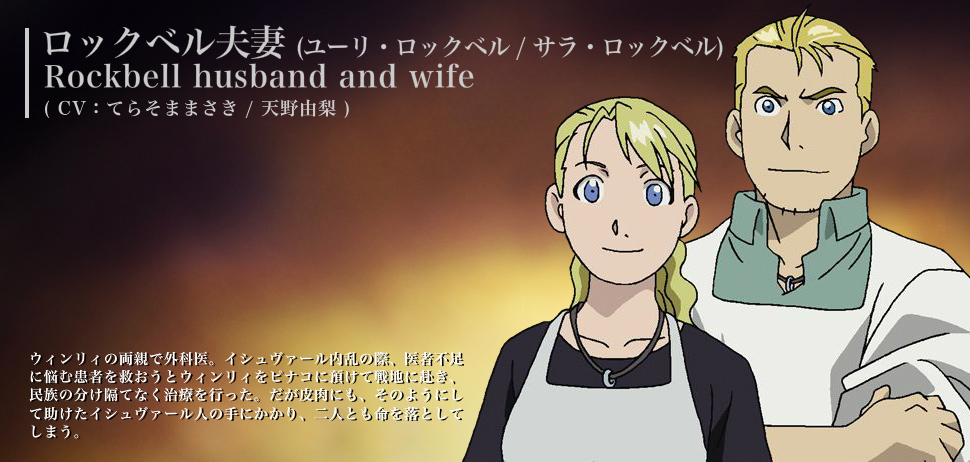 ロックベル夫妻 (ユーリ・ロックベル / サラ・ロックベル)
Rockbell husband and wife
( CV：てらそままさき / 天野由梨 )
ウィンリィの両親で外科医。イシュヴァール内乱の際、医者不足
に悩む患者を救おうとウィンリィをピナコに預けて戦地に赴き、
民族の分け隔てなく治療を行った。だが皮肉にも、そのようにし
て助けたイシュヴァール人の手にかかり、二人とも命を落として
しまう。